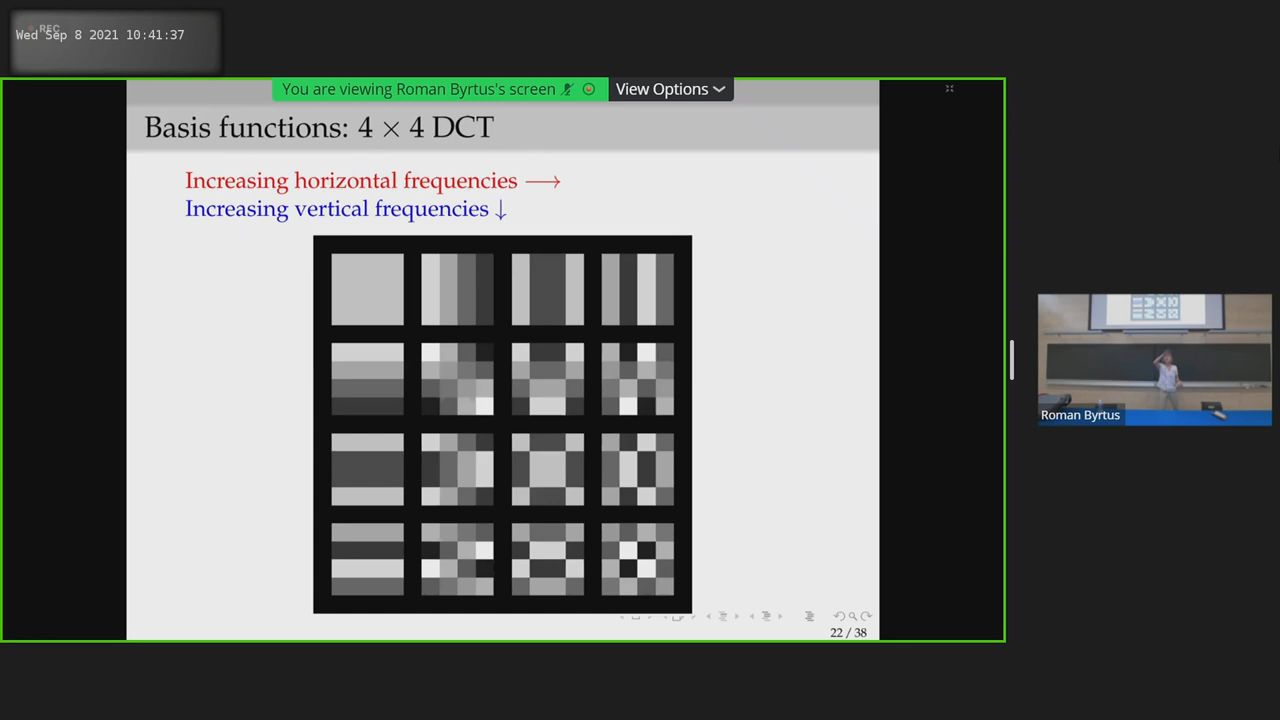 REC
Wed Sep 8 2021 10:41:37
You are viewing Roman Byrtus's screen
View Options
Basis functions: 4 × 4 DCT
Increasing horizontal frequencies →
Increasing vertical frequencies ↓
Roman Byrtus
22 / 38